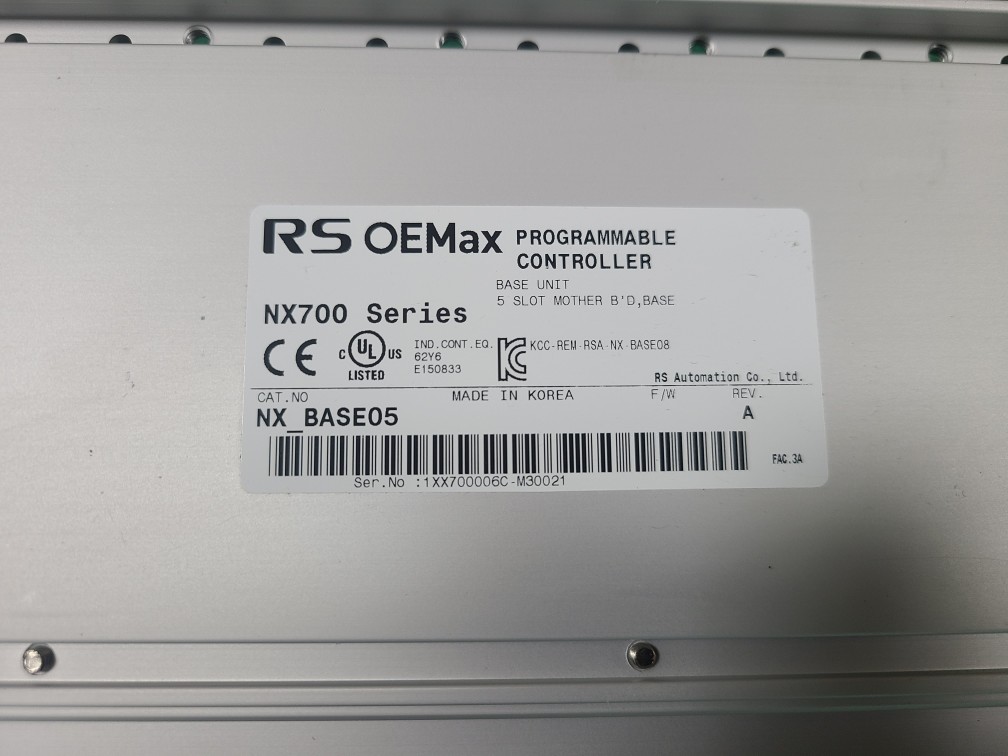 RS OEMax PROGRAMMABLE
CONTROLLER
BASE UNIT
5 SLOT MOTHER B'D,BASE
NX700 Series
CE
C UL US
LISTED
IND.CONT.EQ.
62Y6
E150833
KCC-REM-RSA-NX-BASE08
RS Automation Co., Ltd.
CAT.NO MADE IN KOREA F/W REV.
NX_BASE05 A
FAC.3A
Ser.No :1XX700006C-M30021